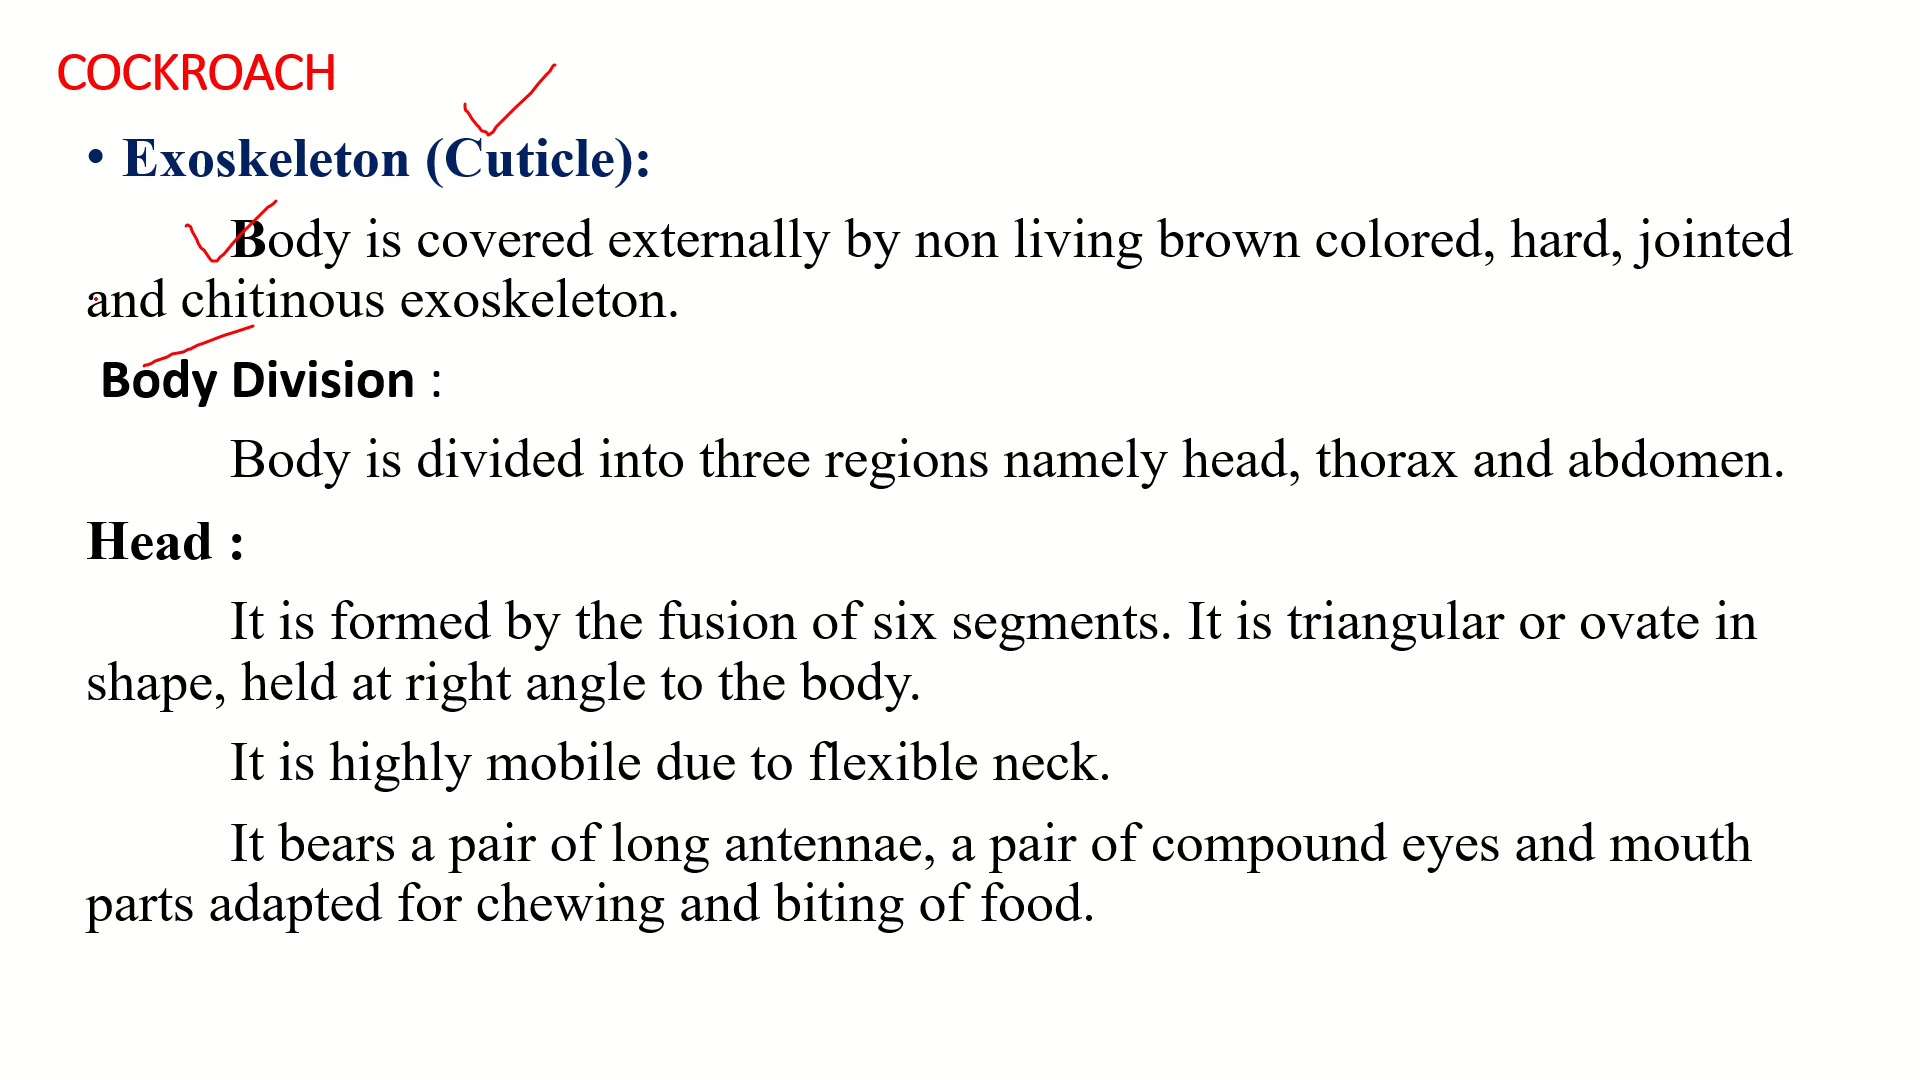 COCKROACH
• Exoskeleton (Cuticle):
Body is covered externally by non living brown colored, hard, jointed
and chitinous exoskeleton.
Body Division :
Body is divided into three regions namely head, thorax and abdomen.
Head :
It is formed by the fusion of six segments. It is triangular or ovate in
shape, held at right angle to the body.
It is highly mobile due to flexible neck.
It bears a pair of long antennae, a pair of compound eyes and mouth
parts adapted for chewing and biting of food.